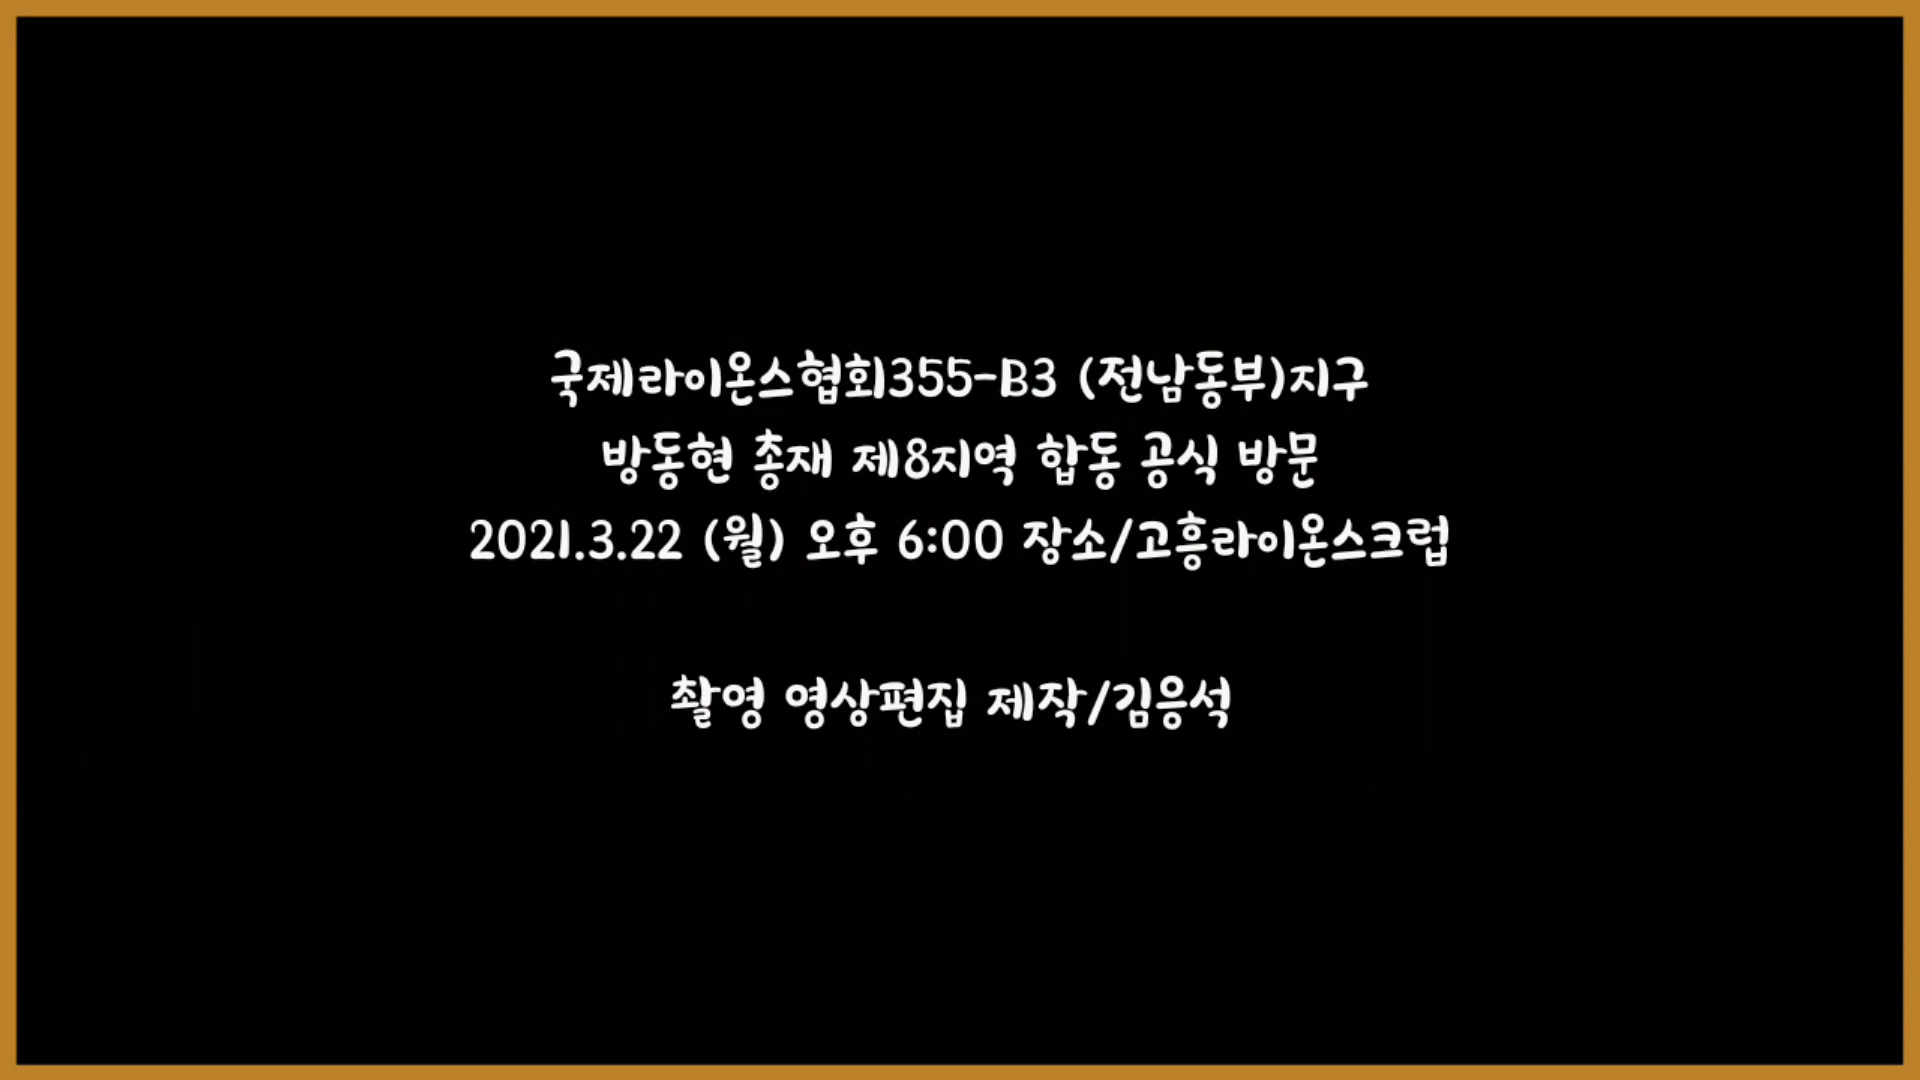 국제라이온스협회355-B3 (전남동부)지구
방동현 총재 제8지역 합동 공식 방문
2021.3.22 (월) 오후 6:00 장소/고흥라이온스크럽
촬영 영상편집 제작/김응석